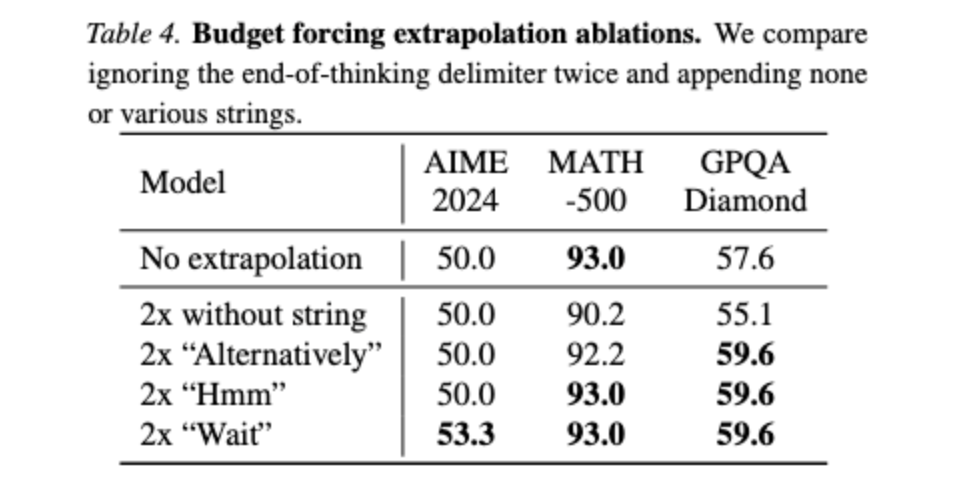 Table 4. Budget forcing extrapolation ablations. We compare
ignoring the end-of-thinking delimiter twice and appending none
or various strings.
Model AIME 2024 MATH -500 GPQA Diamond
No extrapolation 50.0 93.0 57.6
2x without string 50.0 90.2 55.1
2x “Alternatively” 50.0 92.2 59.6
2x “Hmm” 50.0 93.0 59.6
2x “Wait” 53.3 93.0 59.6